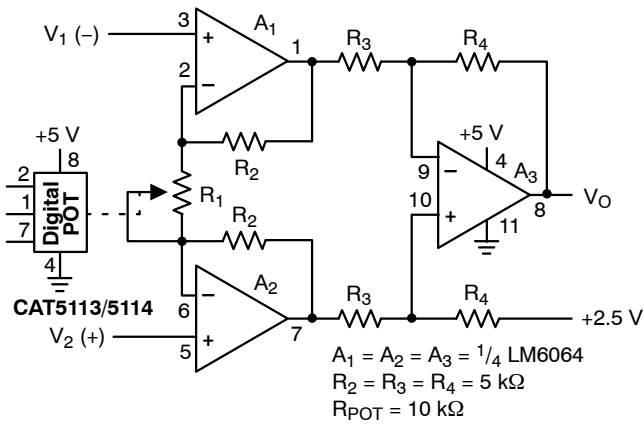 V1 (–)
3
+
A1
1
R3
R4
2
–
+5 V
8
R2
+5 V
4
A3
9
–
2
1
7
Digital
POT
R1
10
+
11
8
VO
4
R2
CAT5113/5114
–
6
A2
7
R3
R4
+2.5 V
V2 (+)
5
+
A1 = A2 = A3 = 1/4 LM6064
R2 = R3 = R4 = 5 kΩ
RPOT = 10 kΩ